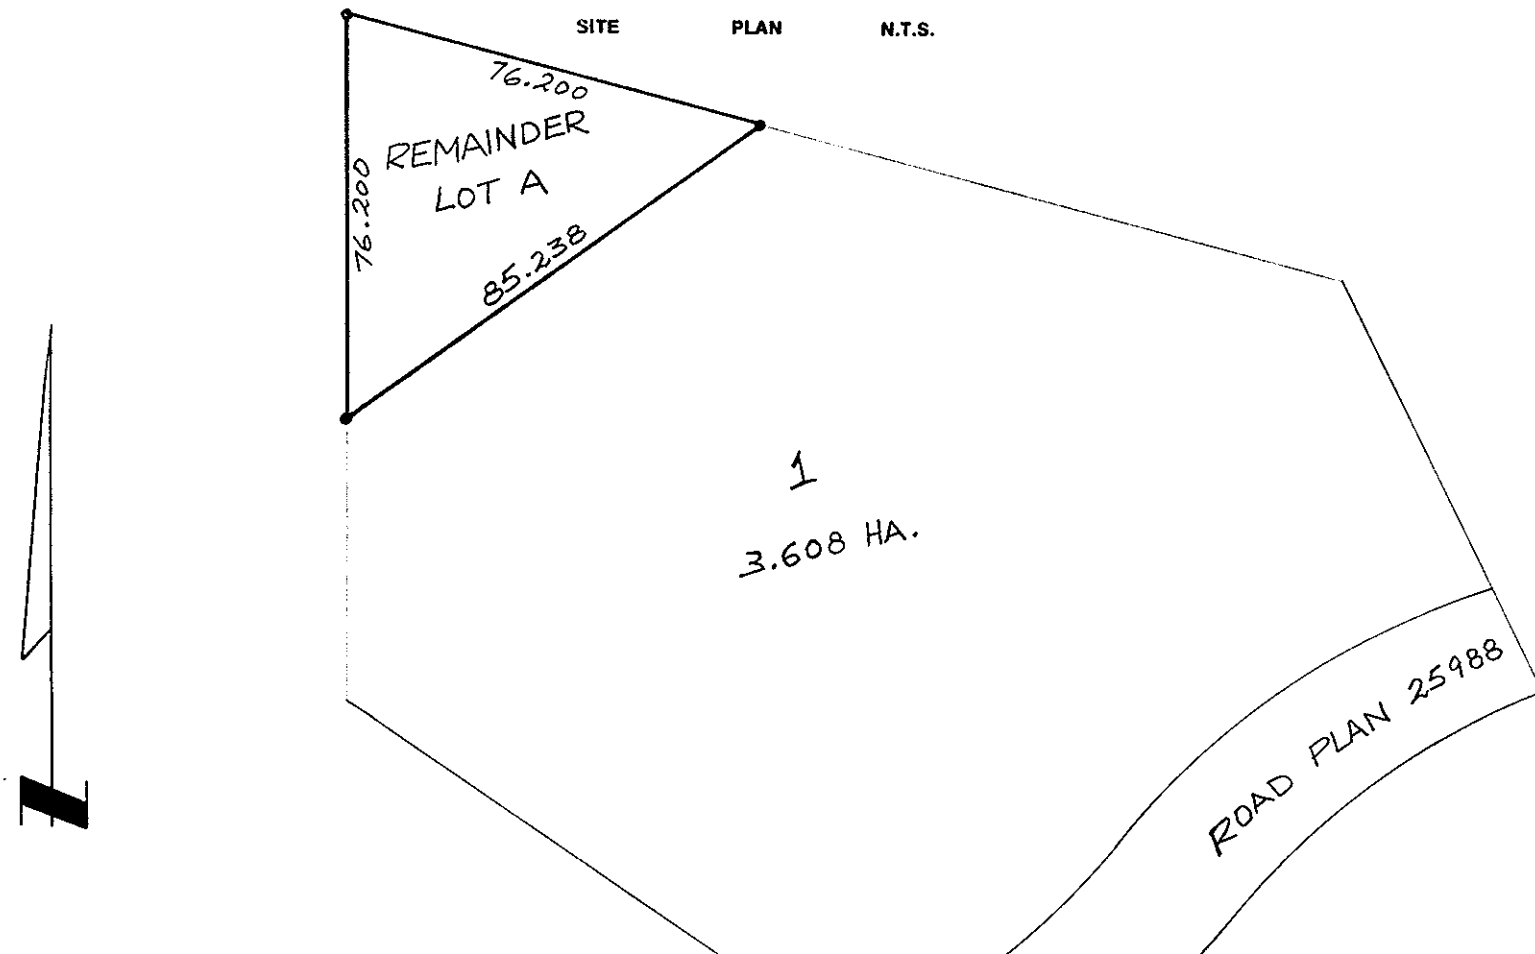 SITE PLAN N.T.S.
76.200
REMAINDER
LOT A
76.200
85.238
1
3.608 HA.
ROAD PLAN 25988
N